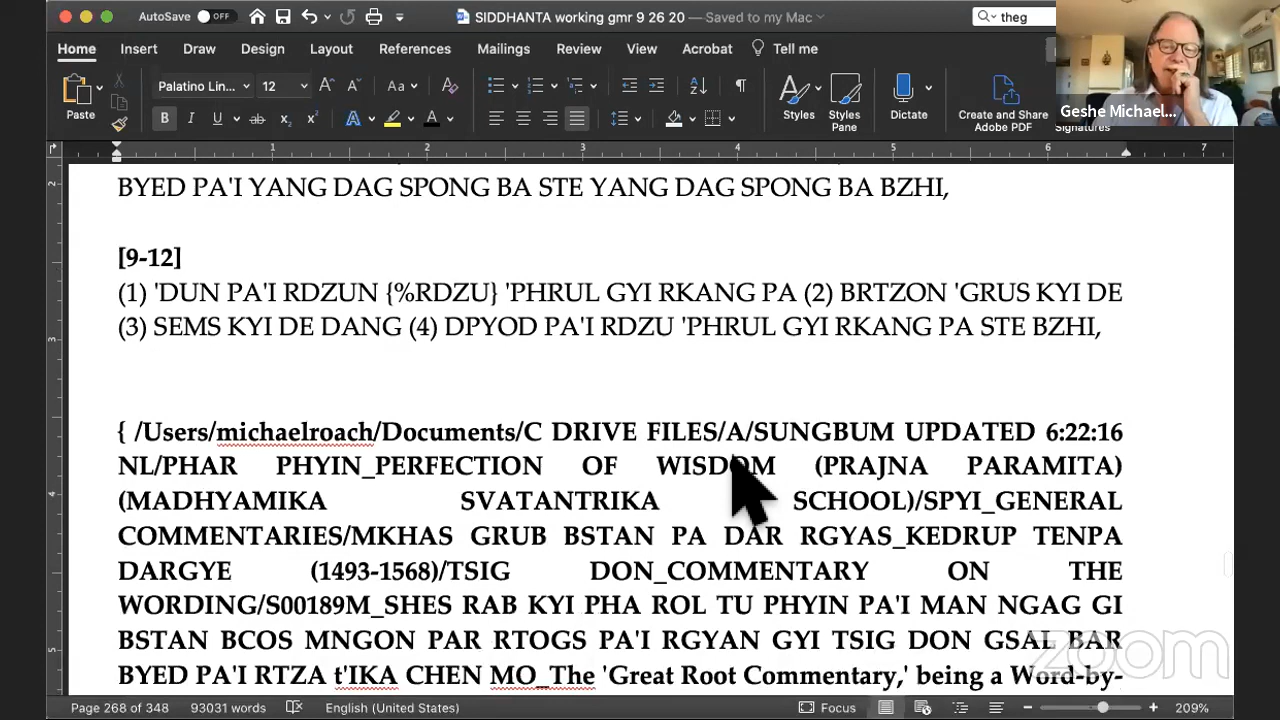 AutoSave OFF SIDDHANTA working gmr 9 26 20 — Saved to my Mac theg
Home Insert Draw Design Layout References Mailings Review View Acrobat Tell me
Paste Palatino Lin... 12 Styles Styles Pane Dictate Create and Share Adobe PDF Signatures
Geshe Michael...
1 2 3 4 5 6 7
BYED PA'I YANG DAG SPONG BA STE YANG DAG SPONG BA BZHI,
[9-12]
(1) 'DUN PA'I RDZUN {%RDZU} 'PHRUL GYI RKANG PA (2) BRTZON 'GRUS KYI DE
(3) SEMS KYI DE DANG (4) DPYOD PA'I RDZU 'PHRUL GYI RKANG PA STE BZHI,
{ /Users/michaelroach/Documents/C DRIVE FILES/A/SUNGBUM UPDATED 6:22:16
NL/PHAR PHYIN_PERFECTION OF WISDOM (PRAJNA PARAMITA)
(MADHYAMIKA SVATANTRIKA SCHOOL)/SPYI_GENERAL
COMMENTARIES/MKHAS GRUB BSTAN PA DAR RGYAS_KEDRUP TENPA
DARGYE (1493-1568)/TSIG DON_COMMENTARY ON THE
WORDING/S00189M_SHES RAB KYI PHA ROL TU PHYIN PA'I MAN NGAG GI
BSTAN BCOS MNGON PAR RTOGS PA'I RGYAN GYI TSIG DON GSAL BAR
BYED PA'I RTZA t'IKA CHEN MO_The 'Great Root Commentary,' being a Word-by-
zoom
Page 268 of 348 93031 words English (United States) Focus 209%